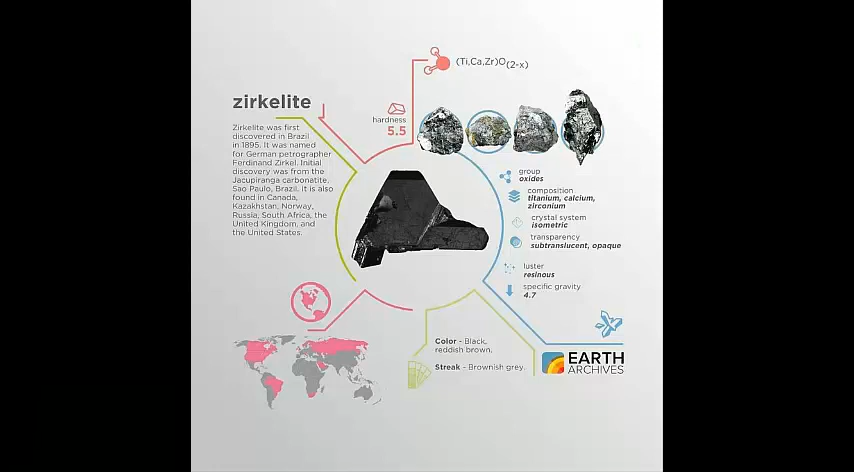 (Ti,Ca,Zr)O(2-x)
zirkelite
hardness
5.5
Zirkelite was first
discovered in Brazil
in 1895. It was named
for German petrographer
Ferdinand Zirkel. Initial
discovery was from the
Jacupiranga carbonatite,
Sao Paulo, Brazil. It is also
found in Canada,
Kazakhstan, Norway,
Russia, South Africa, the
United Kingdom, and
the United States.
group
oxides
composition
titanium, calcium,
zirconium
crystal system
isometric
transparency
subtranslucent, opaque
luster
resinous
specific gravity
4.7
Color - Black,
reddish brown.
Streak - Brownish grey.
EARTH
ARCHIVES